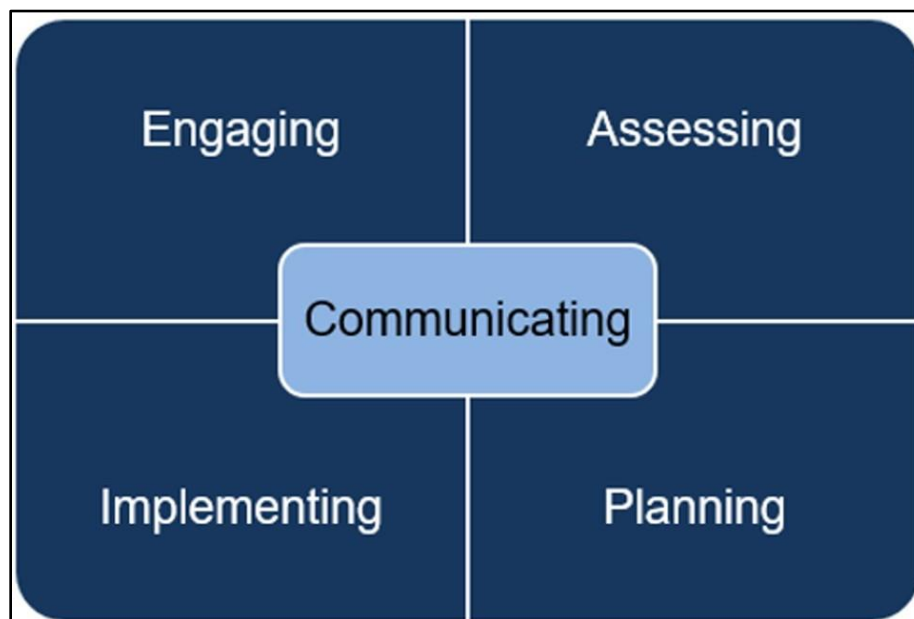 Engaging
Assessing
Communicating
Implementing
Planning